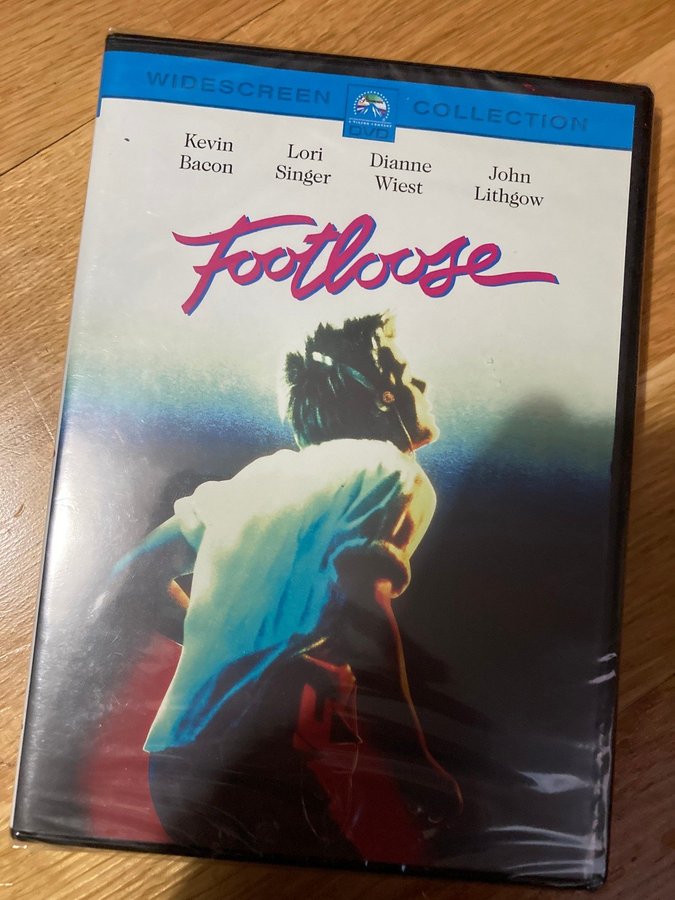 WIDESCREEN COLLECTION
DVD
Kevin Bacon
Lori Singer
Dianne Wiest
John Lithgow
Footloose